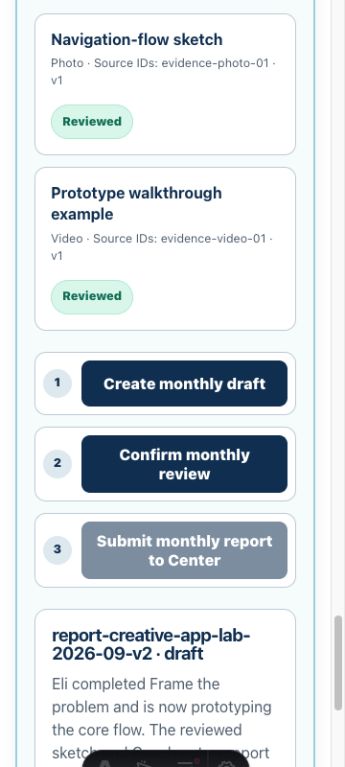 Navigation-flow sketch
Photo · Source IDs: evidence-photo-01 ·
v1
Reviewed
Prototype walkthrough
example
Video · Source IDs: evidence-video-01 ·
v1
Reviewed
1
Create monthly draft
2
Confirm monthly
review
3
Submit monthly report
to Center
report-creative-app-lab-
2026-09-v2 · draft
Eli completed Frame the
problem and is now prototyping
the core flow. The reviewed